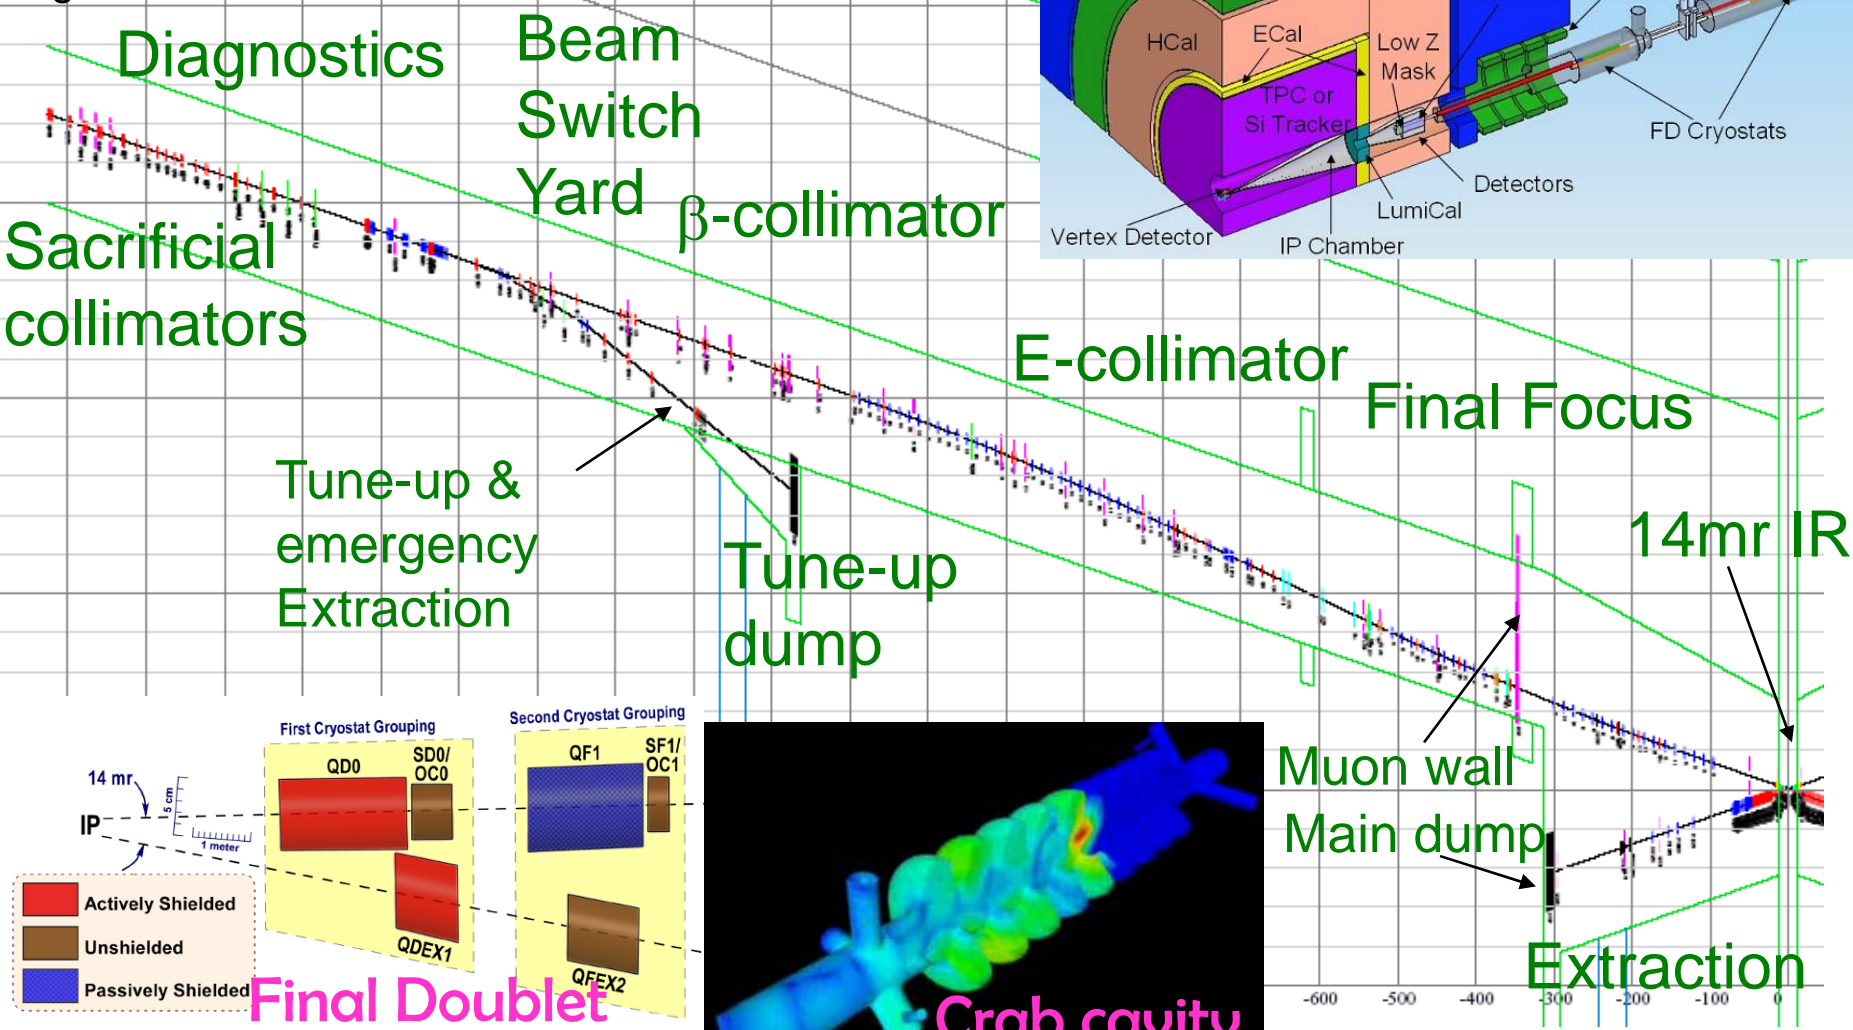 Diagnostics
Beam
Switch
Yard
β-collimator
Sacrificial
collimators
HCal
ECal
Low Z
Mask
TPC or
Si Tracker
FD Cryostats
Detectors
LumiCal
Vertex Detector
IP Chamber
E-collimator
Final Focus
Tune-up &
emergency
Extraction
Tune-up
dump
14mr IR
Muon wall
Main dump
Extraction
-600
-500
-400
-300
-200
-100
0
First Cryostat Grouping
Second Cryostat Grouping
QD0
SD0/
OC0
QF1
SF1/
OC1
14 mr
5 cm
IP
1 meter
Actively Shielded
Unshielded
Passively Shielded
QDEX1
QFEX2
Final Doublet
Crab cavity